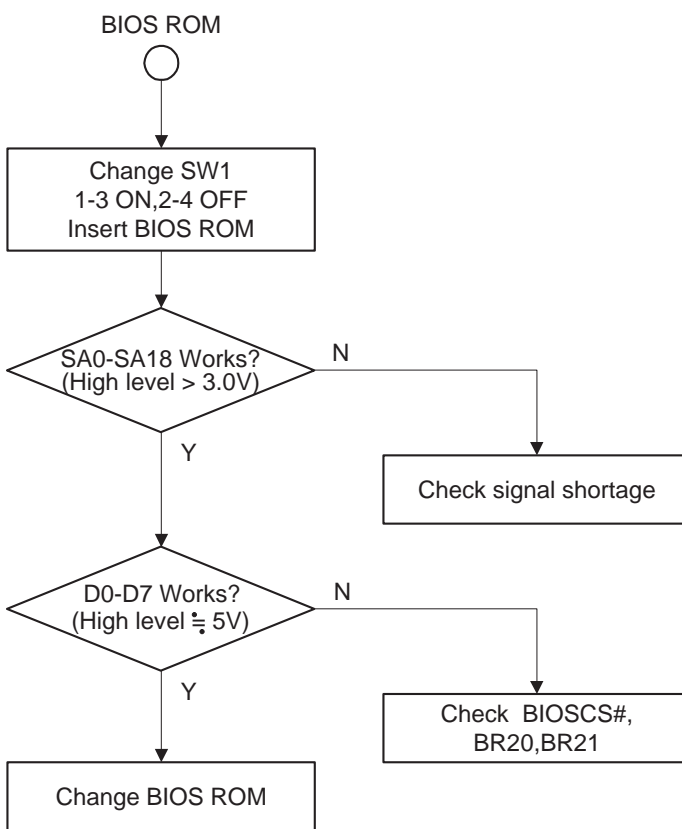 BIOS ROM
Change SW1
1-3 ON,2-4 OFF
Insert BIOS ROM
SA0-SA18 Works?
(High level > 3.0V)
N
Y
Check signal shortage
D0-D7 Works?
(High level ≒ 5V)
N
Y
Check BIOSCS#,
BR20,BR21
Change BIOS ROM